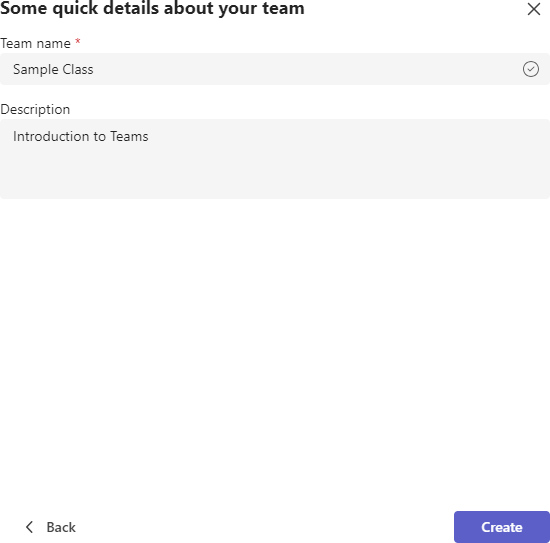 Some quick details about your team
Team name *
Sample Class
Description
Introduction to Teams
Back
Create